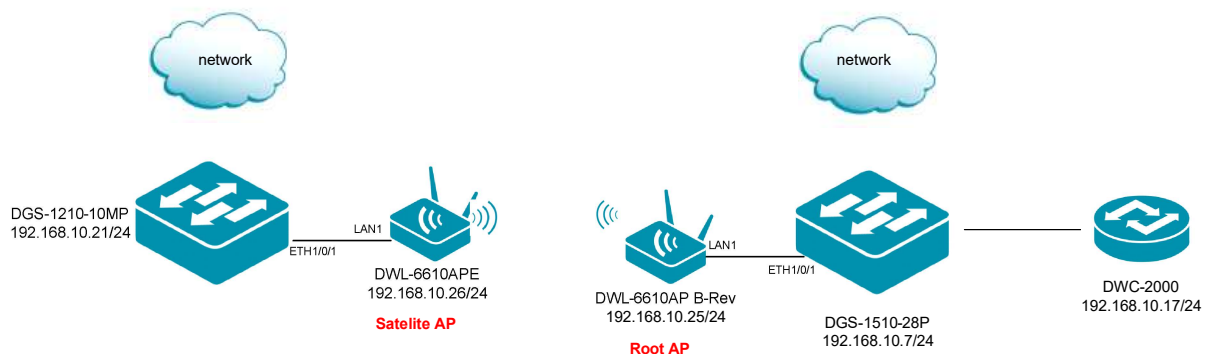 network
network
DGS-1210-10MP
192.168.10.21/24
LAN1
ETH1/0/1
DWL-6610APE
192.168.10.26/24
Satelite AP
LAN1
ETH1/0/1
DWL-6610AP B-Rev
192.168.10.25/24
Root AP
DGS-1510-28P
192.168.10.7/24
DWC-2000
192.168.10.17/24